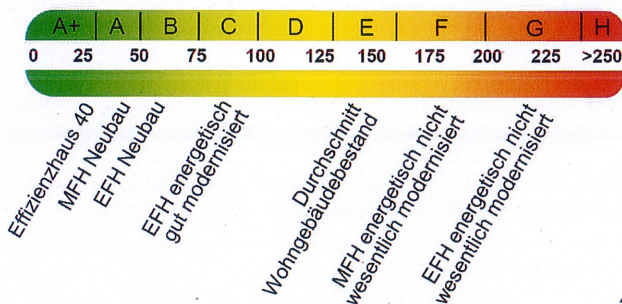 A+ A B C D E F G H
0 25 50 75 100 125 150 175 200 225 >250
Effizienzhaus 40
MFH Neubau
EFH Neubau
EFH energetisch
gut modernisiert
Durchschnitt
Wohngebäudebestand
MFH energetisch nicht
wesentlich modernisiert
EFH energetisch nicht
wesentlich modernisiert